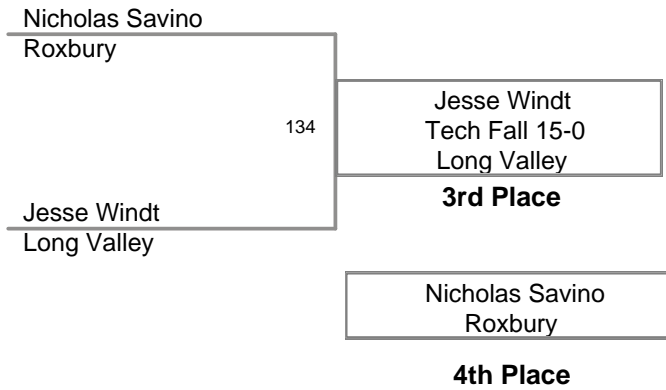 Nicholas Savino
Roxbury
134
Jesse Windt
Tech Fall 15-0
Long Valley
3rd Place
Jesse Windt
Long Valley
Nicholas Savino
Roxbury
4th Place